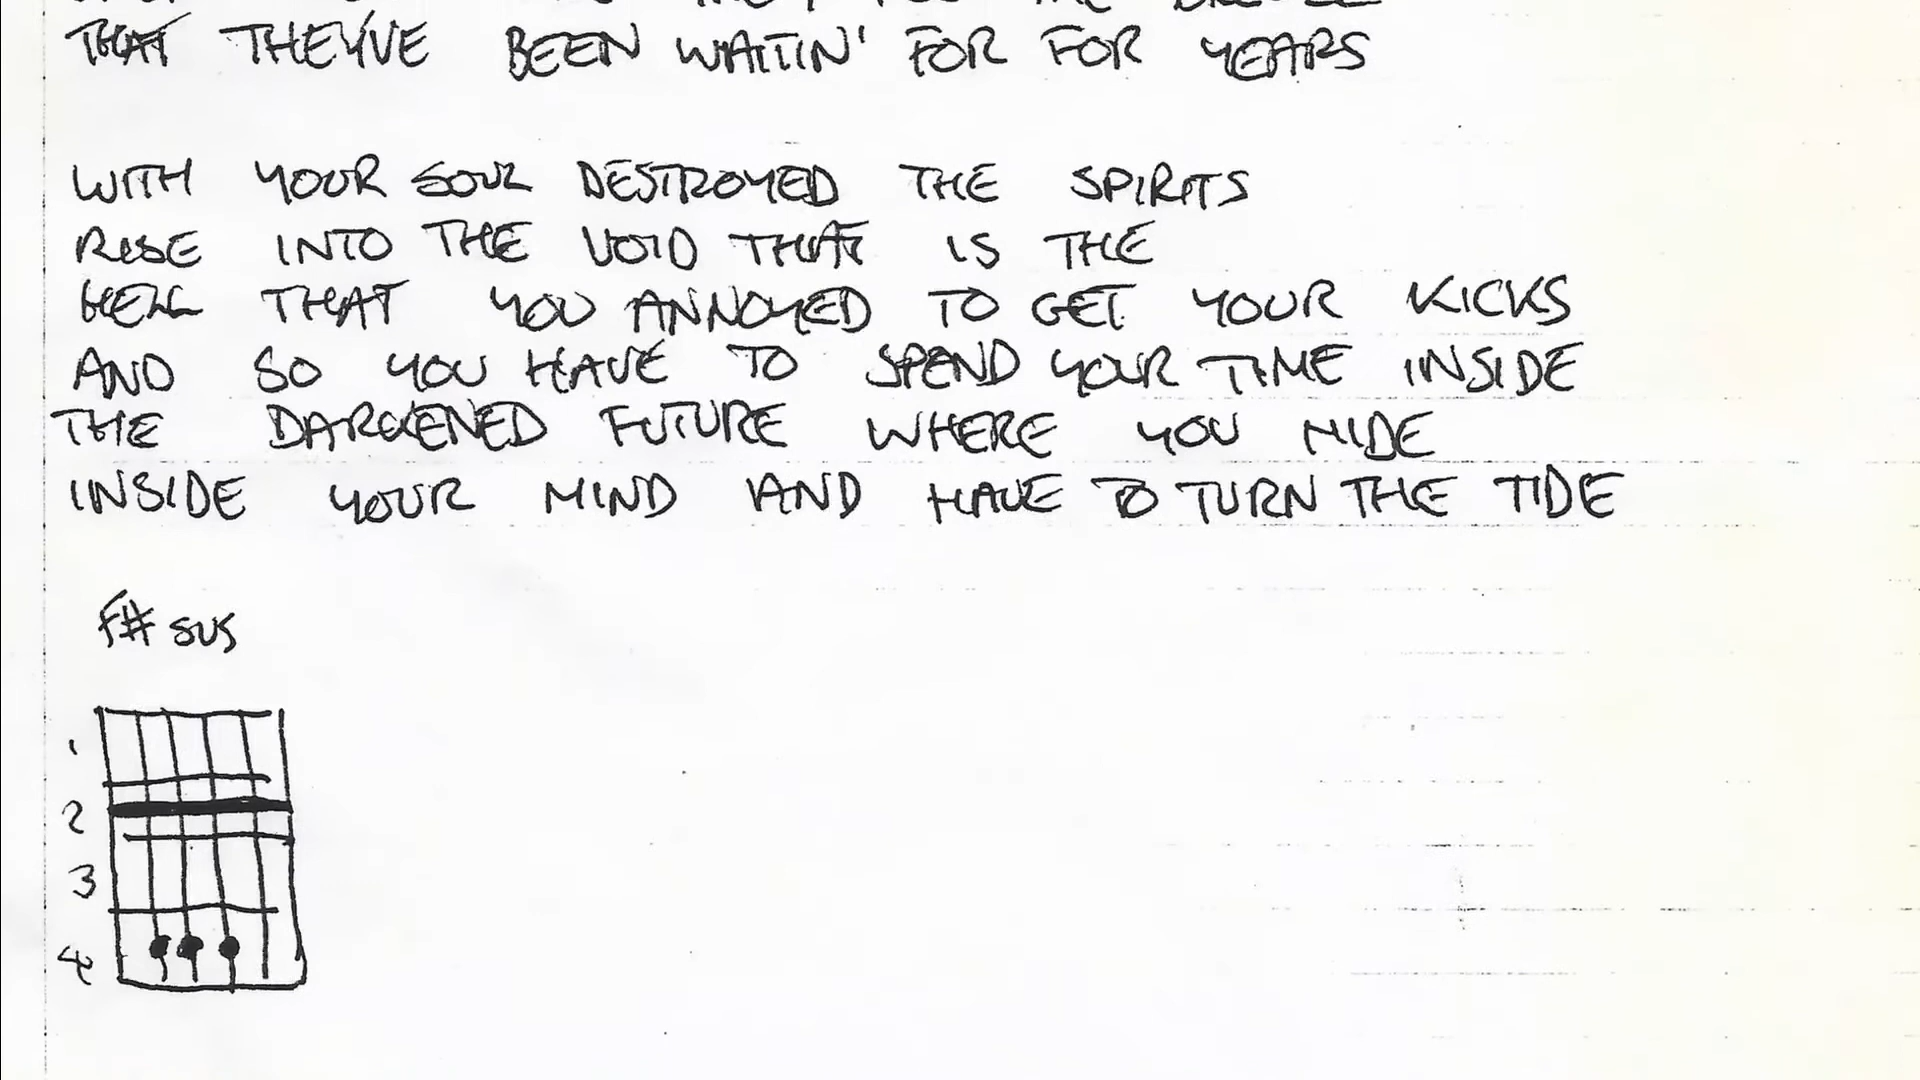 THAT THEY'VE BEEN WAITIN' FOR FOR YEARS
WITH YOUR SOUL DESTROYED THE SPIRITS
RISE INTO THE VOID THAT IS THE
HELL THAT YOU ANNOYED TO GET YOUR KICKS
AND SO YOU HAVE TO SPEND YOUR TIME INSIDE
THE DARKENED FUTURE WHERE YOU HIDE
INSIDE YOUR MIND AND HAVE TO TURN THE TIDE
F# SUS
1
2
3
4